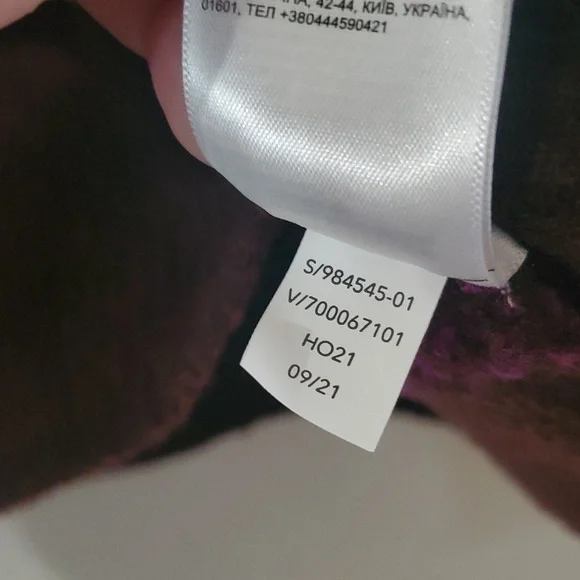 42-44, КИЇВ, УКРАЇНА,
01601, ТЕЛ +380444590421
S/984545-01
V/700067101
HO21
09/21